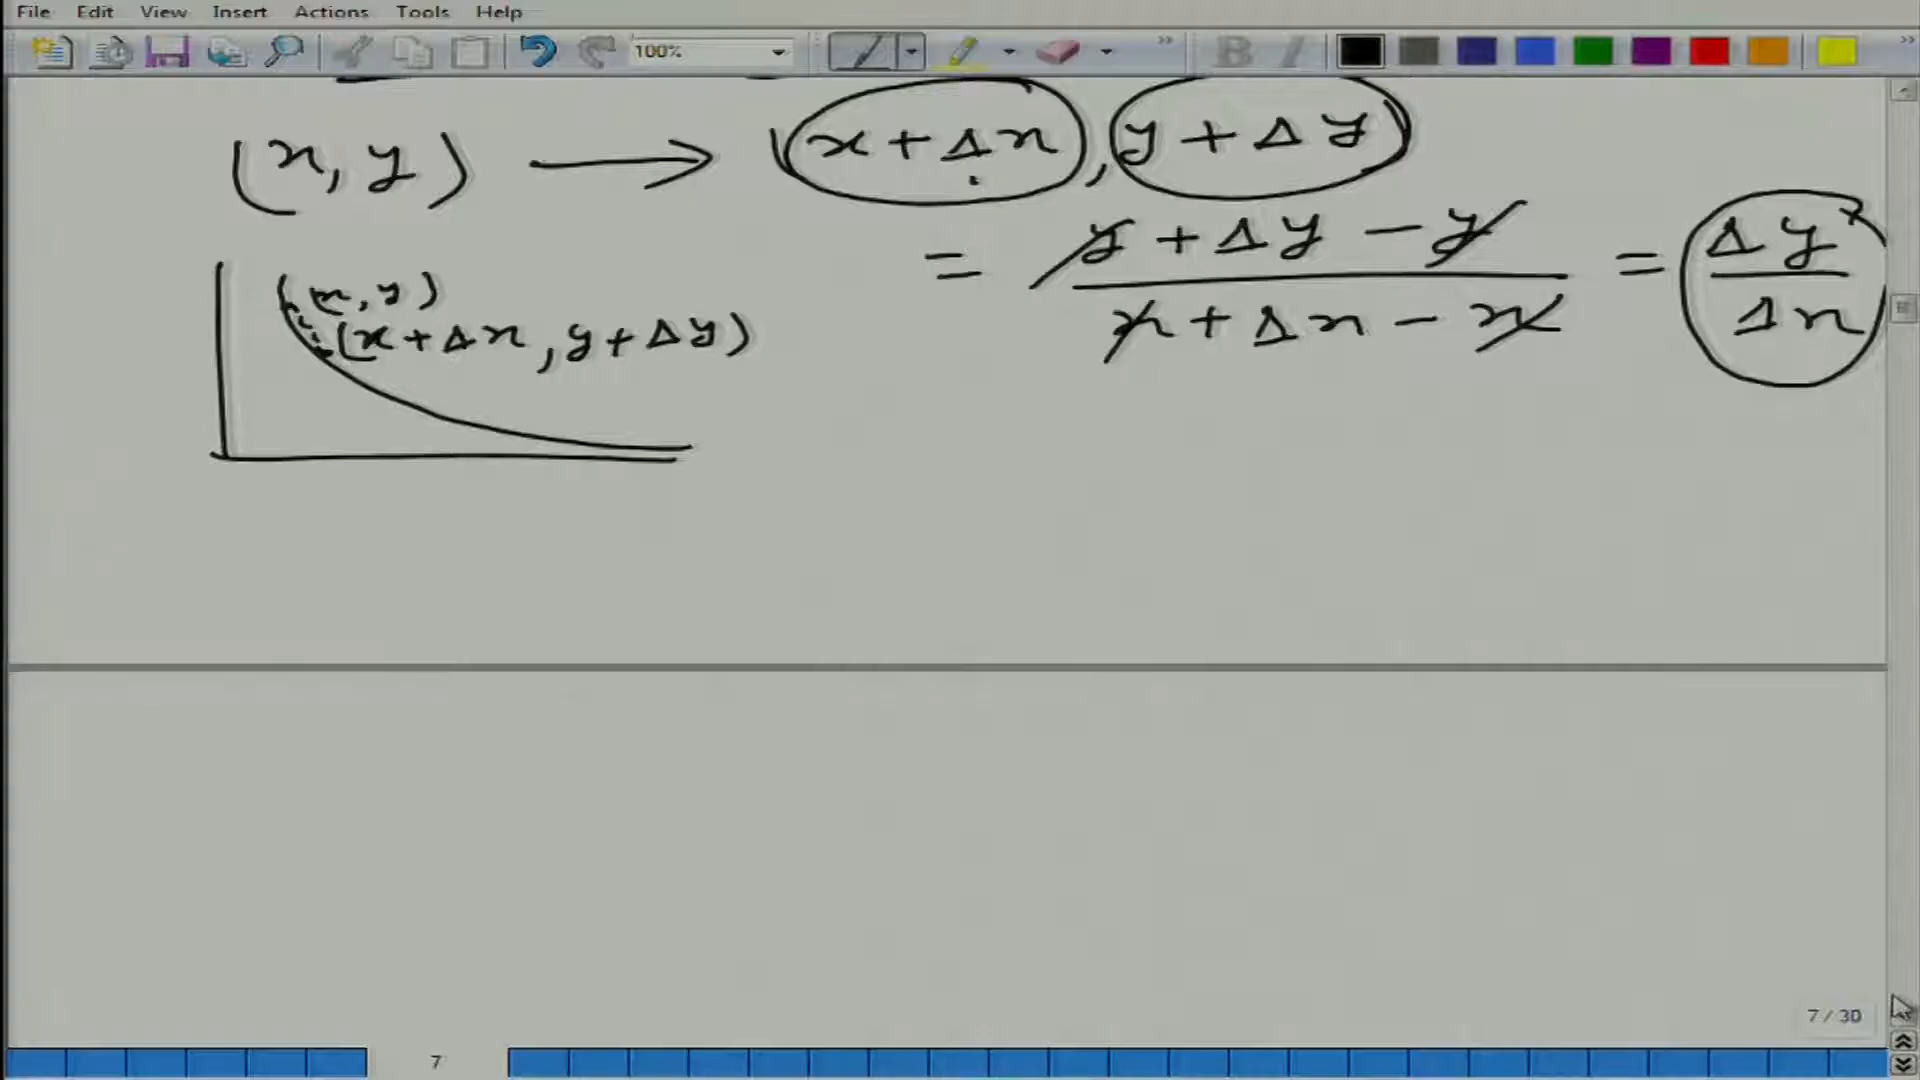 File Edit View Insert Actions Tools Help
100%
(x, y) → (x + Δx), (y + Δy)
= y + Δy - y / x + Δx - x = Δy / Δx
(x, y)
(x + Δx, y + Δy)
7 / 30
7